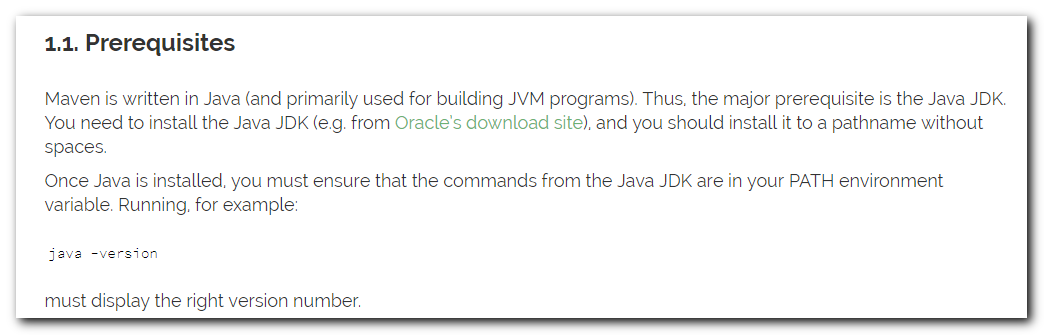 1.1. Prerequisites
Maven is written in Java (and primarily used for building JVM programs). Thus, the major prerequisite is the Java JDK.
You need to install the Java JDK (e.g. from Oracle's download site), and you should install it to a pathname without
spaces.
Once Java is installed, you must ensure that the commands from the Java JDK are in your PATH environment
variable. Running, for example:
java -version
must display the right version number.